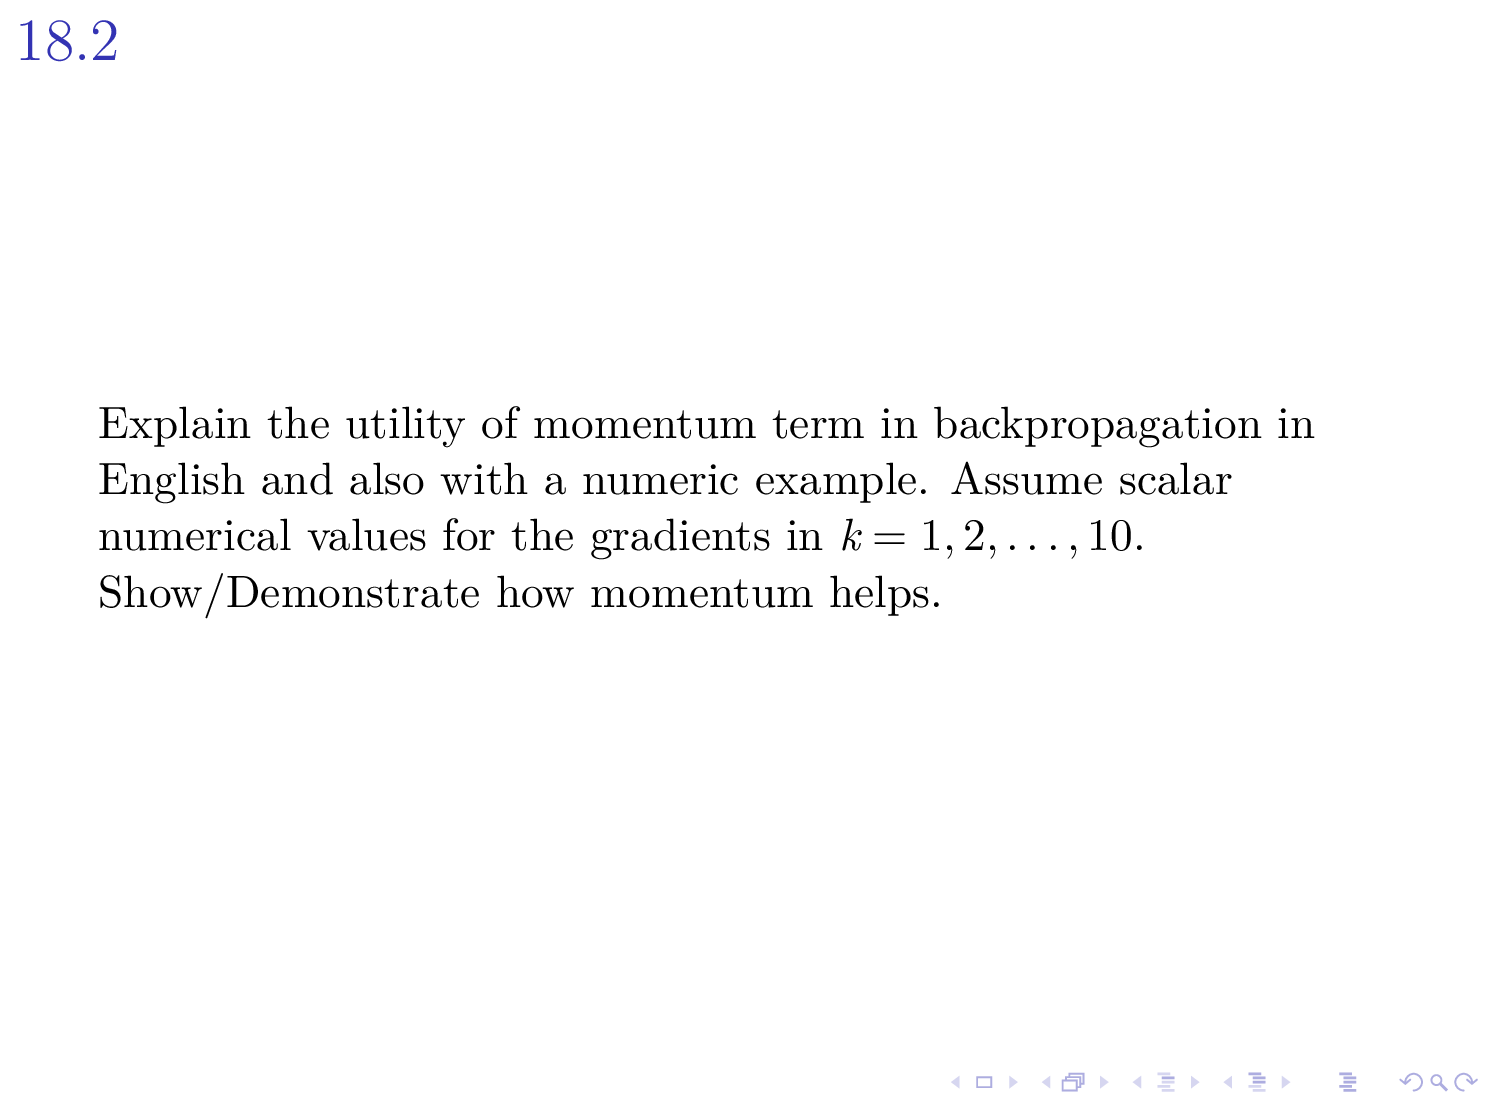 18.2
Explain the utility of momentum term in backpropagation in
English and also with a numeric example. Assume scalar
numerical values for the gradients in k = 1, 2, . . . , 10.
Show/Demonstrate how momentum helps.